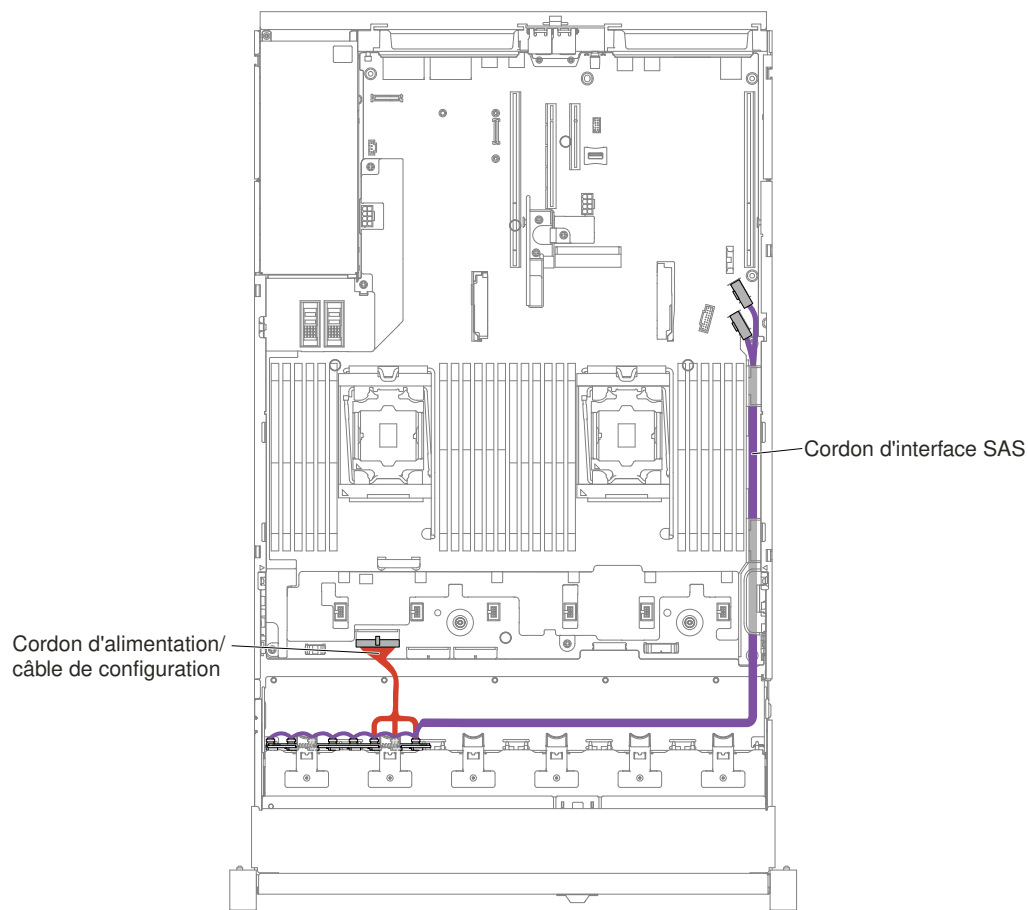 Cordon d'interface SAS
Cordon d'alimentation/
câble de configuration